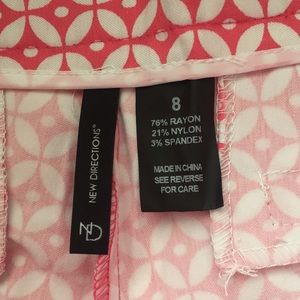 NEW DIRECTIONS®
ND
8
76% RAYON
21% NYLON
3% SPANDEX
MADE IN CHINA
SEE REVERSE
FOR CARE